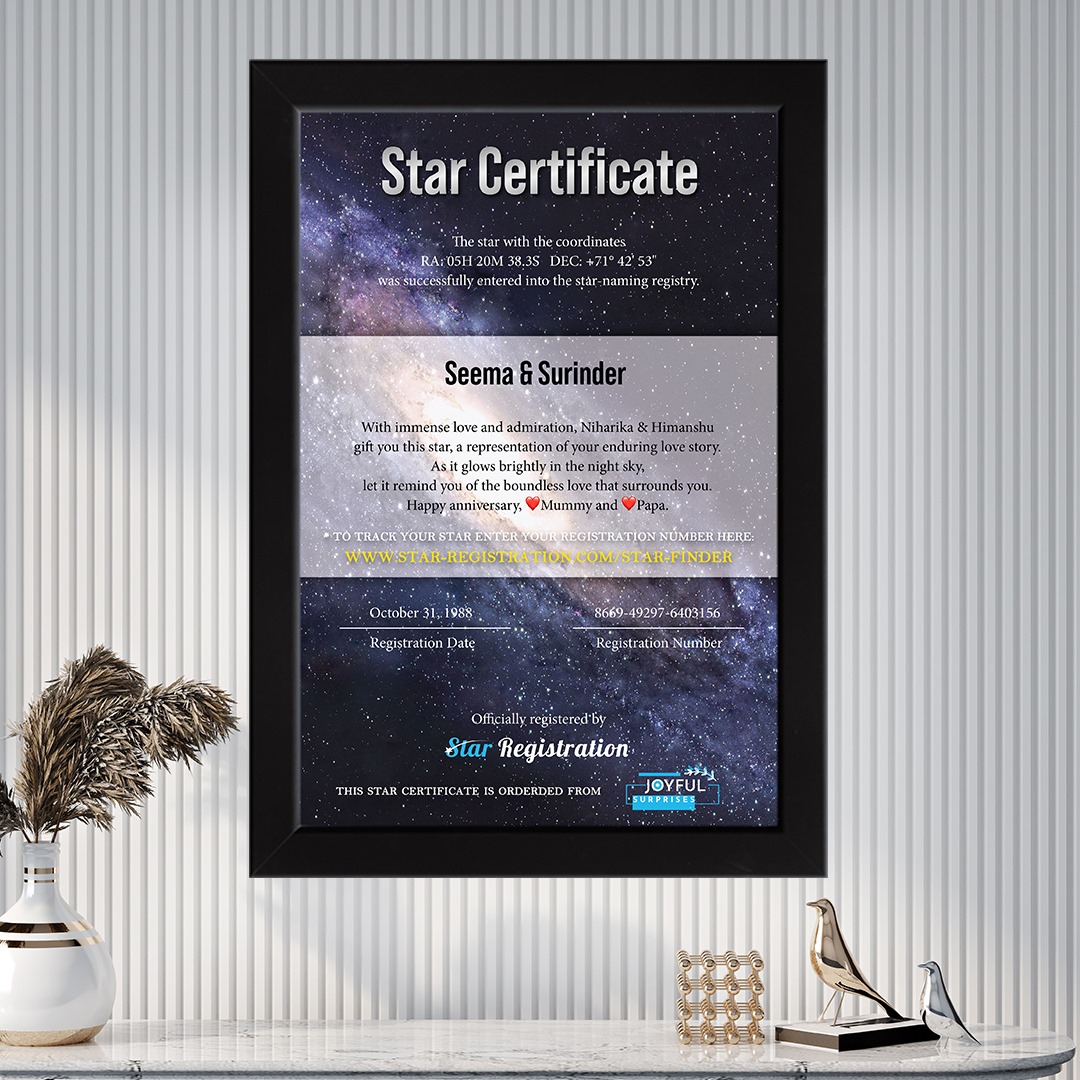 Star Certificate
The star with the coordinates
RA: 05H 20M 38.3S DEC: +71° 42' 53"
was successfully entered into the star-naming registry.
Seema & Surinder
With immense love and admiration, Niharika & Himanshu
gift you this star, a representation of your enduring love story.
As it glows brightly in the night sky,
let it remind you of the boundless love that surrounds you.
Happy anniversary, ❤️Mummy and ❤️Papa.
TO TRACK YOUR STAR ENTER YOUR REGISTRATION NUMBER HERE:
WWW.STAR-REGISTRATION.COM/STAR-FINDER
October 31, 1988 8669-49297-6403156
Registration Date Registration Number
Officially registered by
Star Registration
THIS STAR CERTIFICATE IS ORDERDED FROM
JOYFUL
SURPRISES